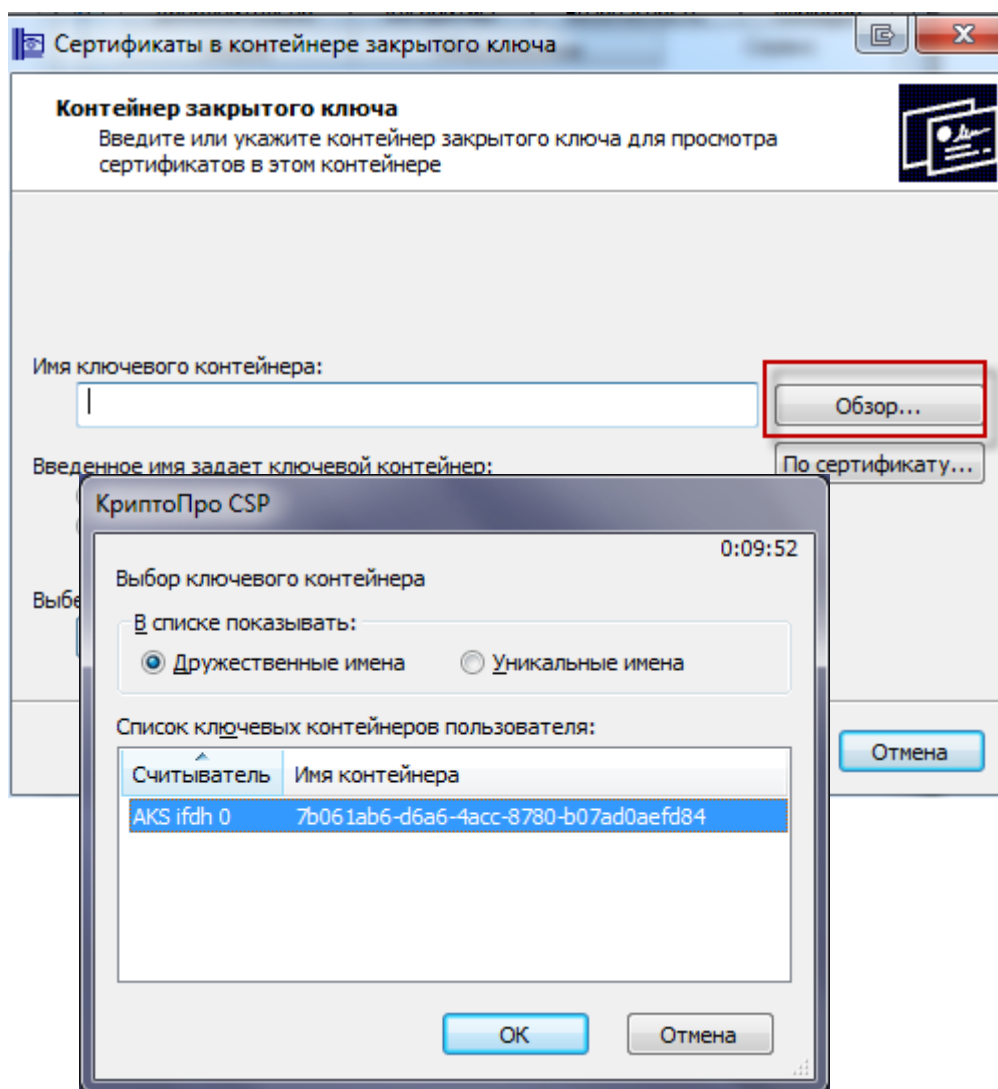 Сертификаты в контейнере закрытого ключа
Контейнер закрытого ключа
Введите или укажите контейнер закрытого ключа для просмотра
сертификатов в этом контейнере
Имя ключевого контейнера:
Обзор...
Введенное имя задает ключевой контейнер:
По сертификату...
КриптоПро CSP
0:09:52
Выбор ключевого контейнера
В списке показывать:
Дружественные имена
Уникальные имена
Список ключевых контейнеров пользователя:
Считыватель Имя контейнера
AKS ifdh 0 7b061ab6-d6a6-4acc-8780-b07ad0aefd84
OK
Отмена
Отмена